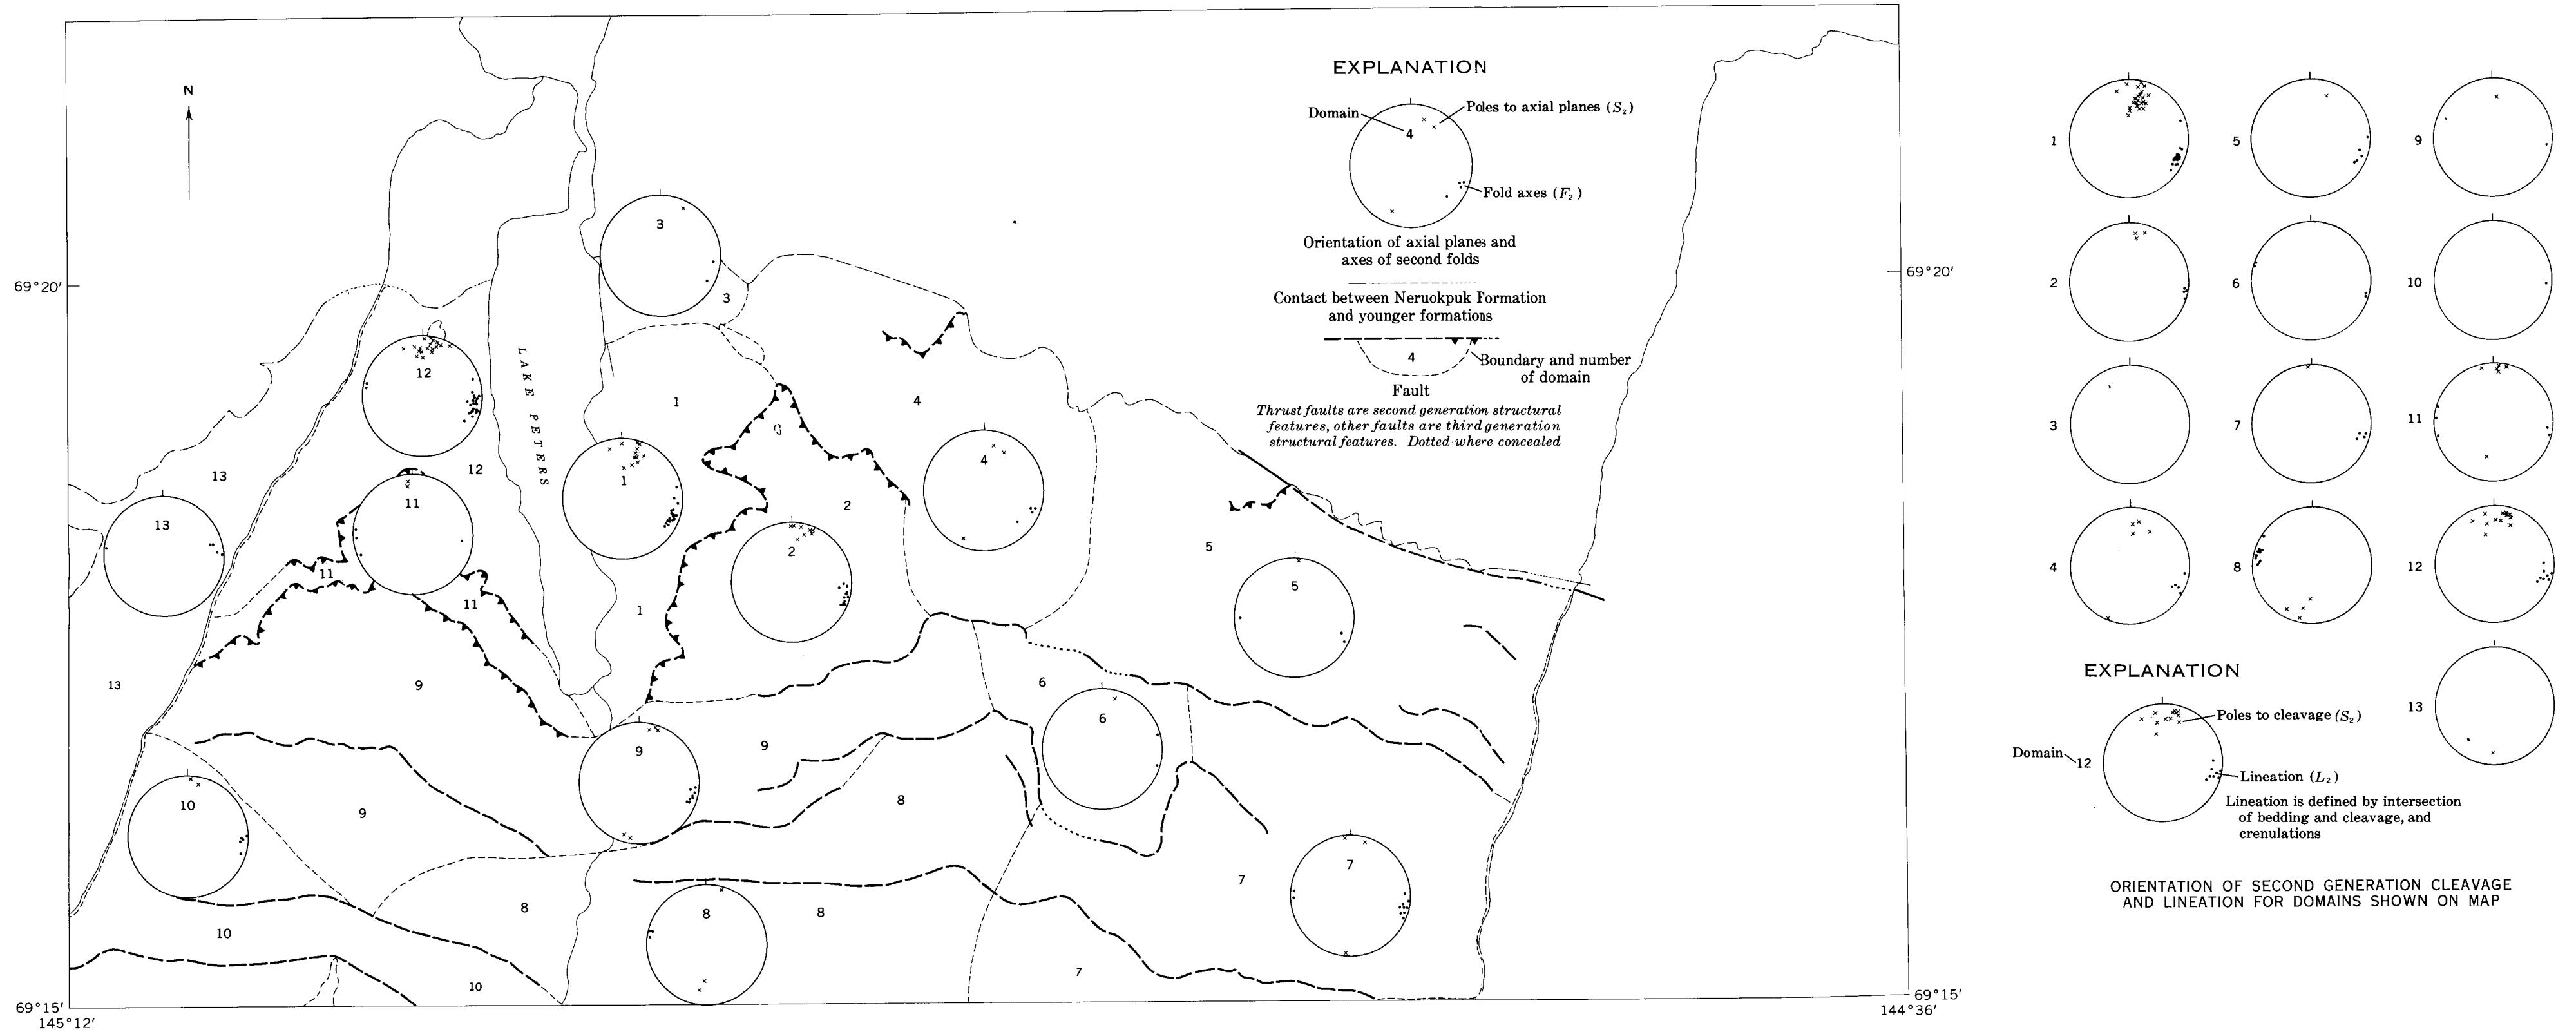 EXPLANATION
Domain
Poles to axial planes (S2)
4
Fold axes (F2)
Orientation of axial planes and
axes of second folds
Contact between Neruokpuk Formation
and younger formations
4
Boundary and number
of domain
Fault
Thrust faults are second generation structural
features, other faults are third generation
structural features. Dotted where concealed
N
69°20′
69°20′
69°15′
145°12′
69°15′
144°36′
LAKE PETERS
3
3
12
12
1
1
1
4
4
13
13
13
11
11
11
2
2
5
5
9
9
9
9
6
6
10
10
10
8
8
8
8
7
7
7
1
5
9
2
6
10
3
7
11
4
8
12
13
EXPLANATION
Poles to cleavage (S2)
Domain
12
Lineation (L2)
Lineation is defined by intersection
of bedding and cleavage, and
crenulations
ORIENTATION OF SECOND GENERATION CLEAVAGE
AND LINEATION FOR DOMAINS SHOWN ON MAP